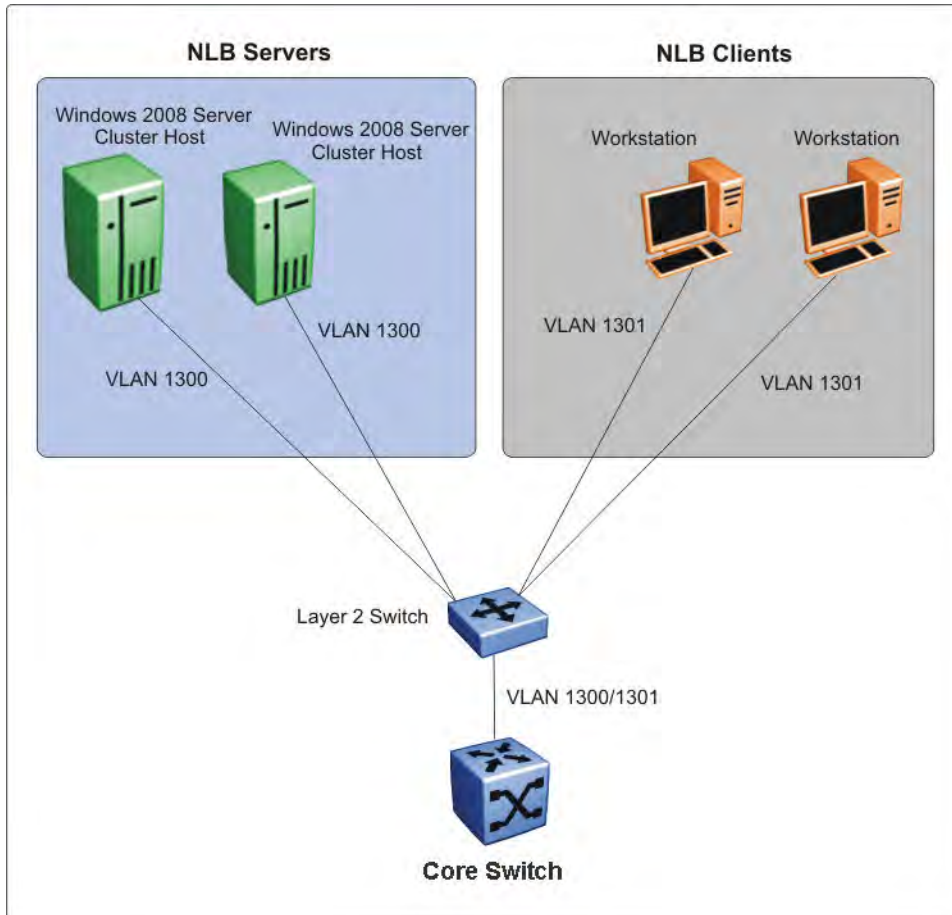 NLB Servers
NLB Clients
Windows 2008 Server
Cluster Host
Windows 2008 Server
Cluster Host
Workstation
Workstation
VLAN 1300
VLAN 1300
VLAN 1301
VLAN 1301
Layer 2 Switch
VLAN 1300/1301
Core Switch